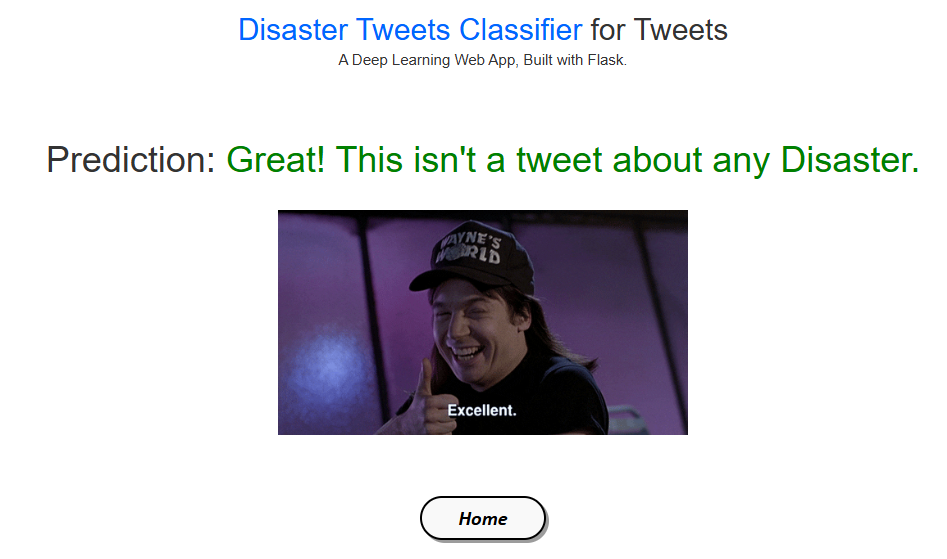 Disaster Tweets Classifier for Tweets
A Deep Learning Web App, Built with Flask.
Prediction: Great! This isn't a tweet about any Disaster.
WAYNE'S
WORLD
Excellent.
Home